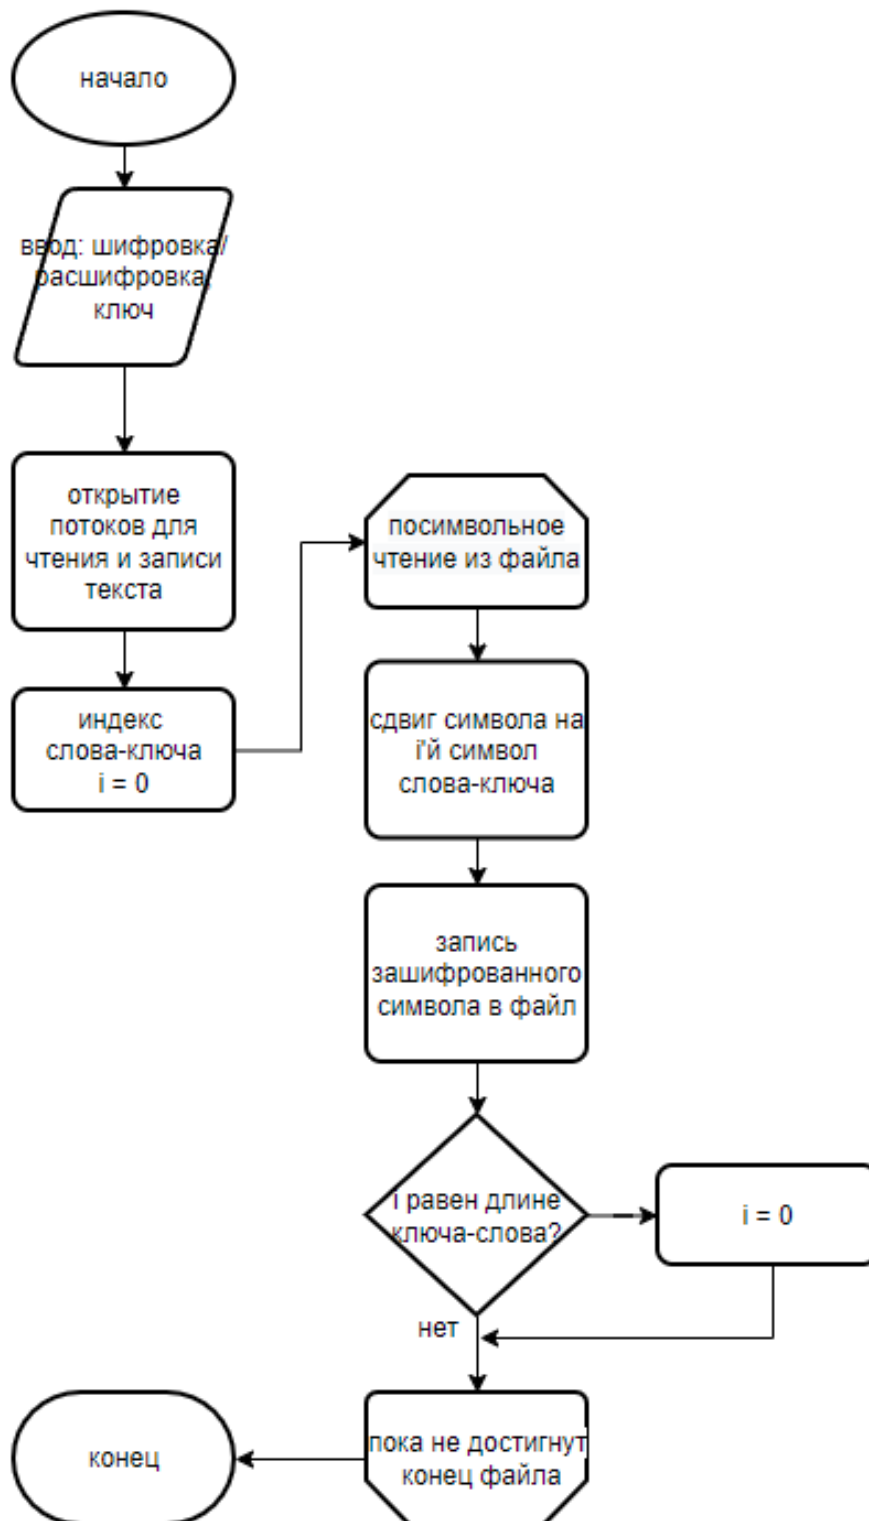 начало
ввод: шифровка/
расшифровка,
ключ
открытие
потоков для
чтения и записи
текста
индекс
слова-ключа
i = 0
посимвольное
чтение из файла
сдвиг символа на
i'й символ
слова-ключа
запись
зашифрованного
символа в файл
i равен длине
ключа-слова?
i = 0
нет
пока не достигнут
конец файла
конец